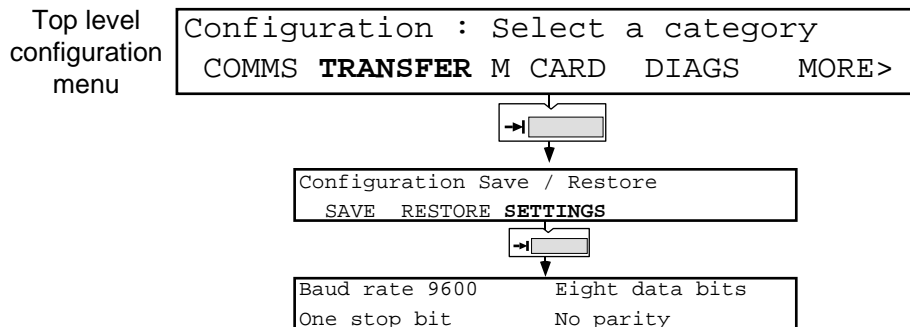 Top level
configuration
menu
Configuration : Select a category
COMMS TRANSFER M CARD DIAGS MORE>
Configuration Save / Restore
SAVE RESTORE SETTINGS
Baud rate 9600 Eight data bits
One stop bit No parity